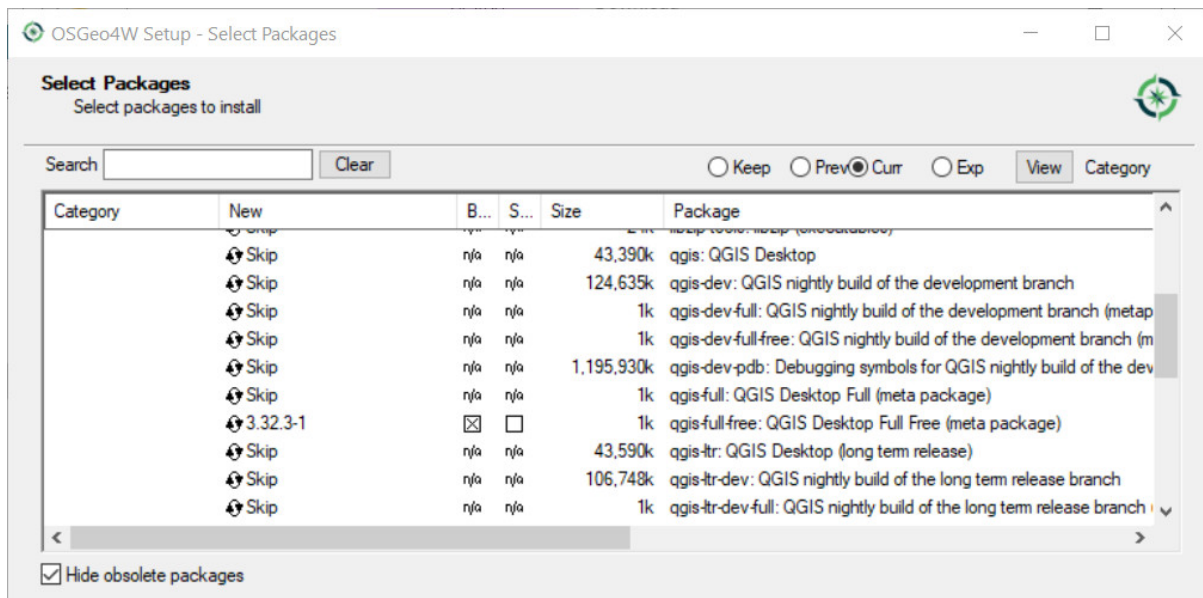 OSGeo4W Setup - Select Packages
Select Packages
Select packages to install
Search Clear Keep Prev Curr Exp View Category
Category New B... S... Size Package
Skip n/a n/a 24k libzip-tools: libzip (executables)
Skip n/a n/a 43,390k qgis: QGIS Desktop
Skip n/a n/a 124,635k qgis-dev: QGIS nightly build of the development branch
Skip n/a n/a 1k qgis-dev-full: QGIS nightly build of the development branch (metap
Skip n/a n/a 1k qgis-dev-full-free: QGIS nightly build of the development branch (m
Skip n/a n/a 1,195,930k qgis-dev-pdb: Debugging symbols for QGIS nightly build of the dev
Skip n/a n/a 1k qgis-full: QGIS Desktop Full (meta package)
3.32.3-1 1k qgis-full-free: QGIS Desktop Full Free (meta package)
Skip n/a n/a 43,590k qgis-ltr: QGIS Desktop (long term release)
Skip n/a n/a 106,748k qgis-ltr-dev: QGIS nightly build of the long term release branch
Skip n/a n/a 1k qgis-ltr-dev-full: QGIS nightly build of the long term release branch
Hide obsolete packages